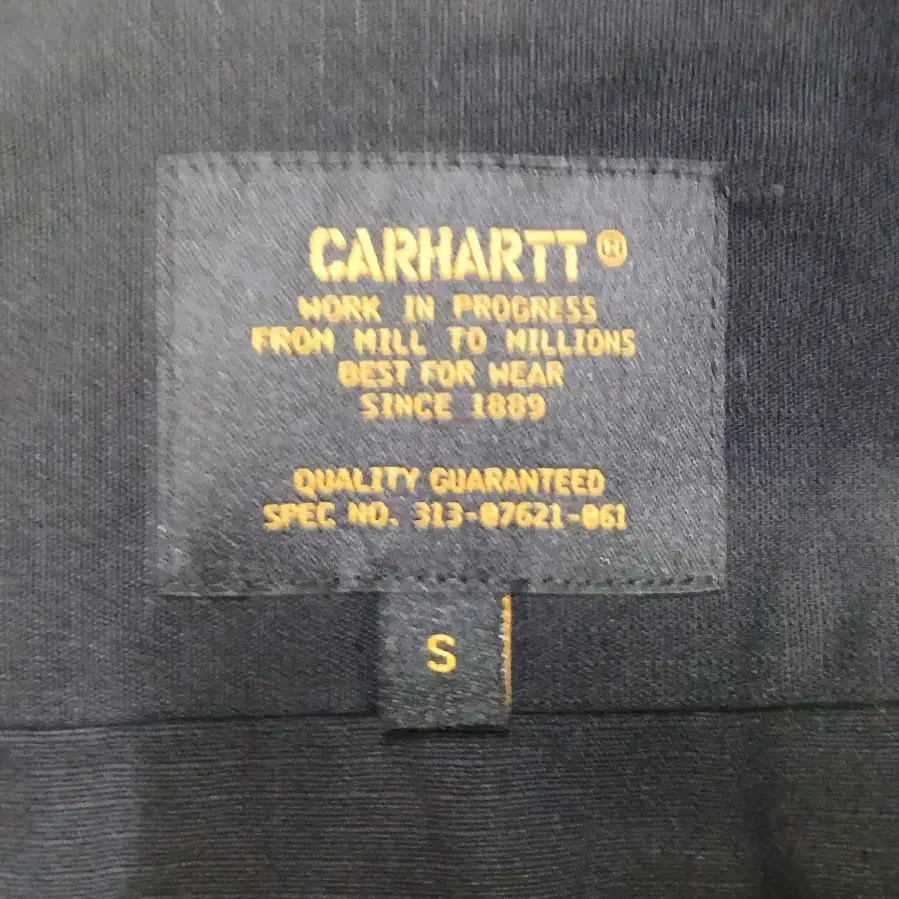 CARHARTT®
WORK IN PROGRESS
FROM MILL TO MILLIONS
BEST FOR WEAR
SINCE 1889
QUALITY GUARANTEED
SPEC NO. 313-07621-061
S